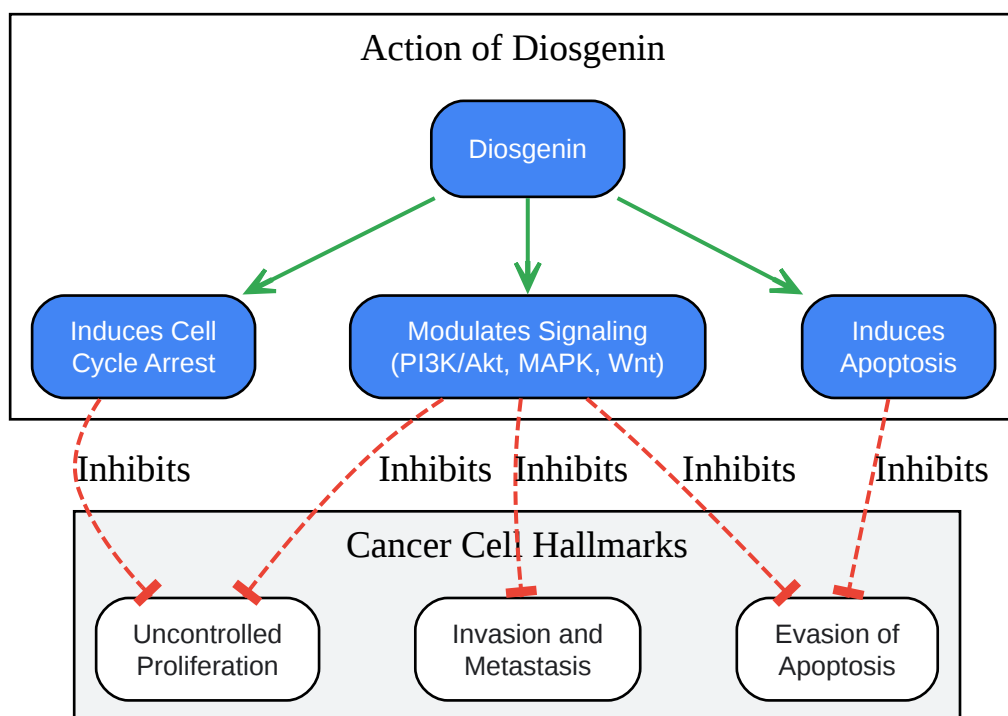 Action of Diosgenin
Diosgenin
Induces Cell
Cycle Arrest
Modulates Signaling
(PI3K/Akt, MAPK, Wnt)
Induces
Apoptosis
Inhibits
Inhibits
Inhibits
Inhibits
Inhibits
Cancer Cell Hallmarks
Uncontrolled
Proliferation
Invasion and
Metastasis
Evasion of
Apoptosis